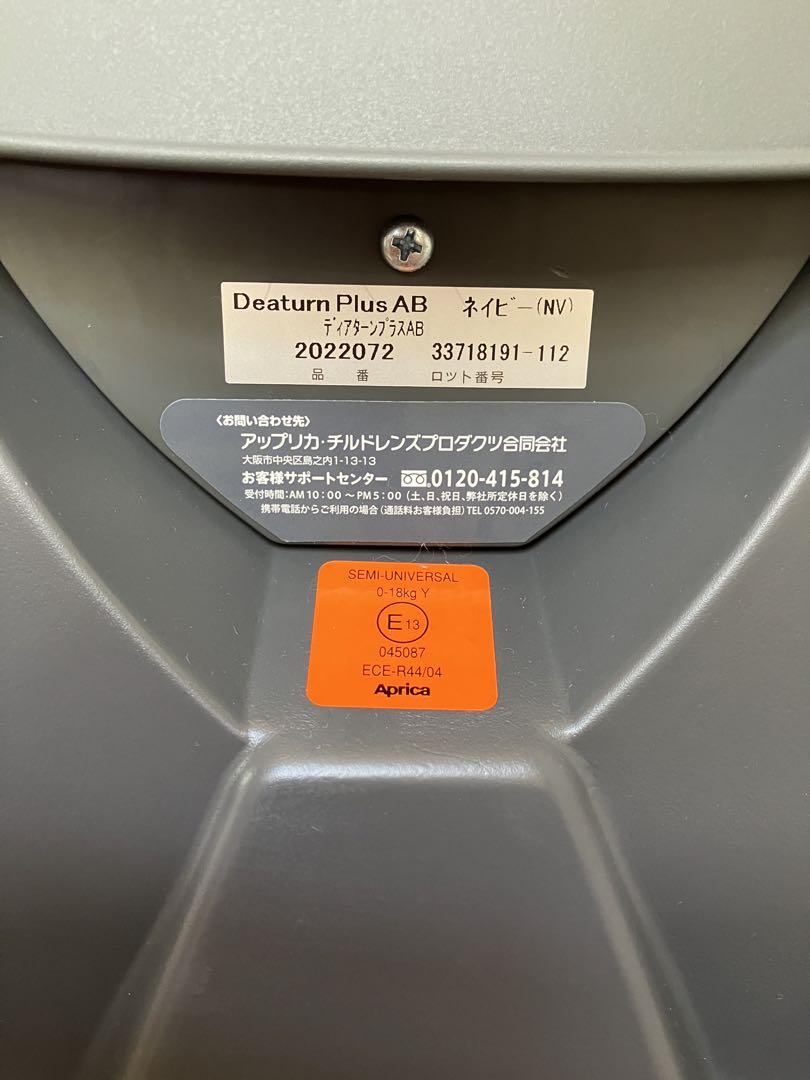 Deaturn Plus AB ネイビー(NV)
ディアターンプラスAB
2022072 33718191-112
品 番 ロット番号
〈お問い合わせ先〉
アップリカ・チルドレンズプロダクツ合同会社
大阪市中央区島之内1-13-13
お客様サポートセンター 0120-415-814
受付時間:AM10:00～PM5:00(土、日、祝日、弊社所定休日を除く)
携帯電話からご利用の場合(通話料お客様負担)TEL 0570-004-155
SEMI-UNIVERSAL
0-18kg Y
E13
045087
ECE-R44/04
Aprica